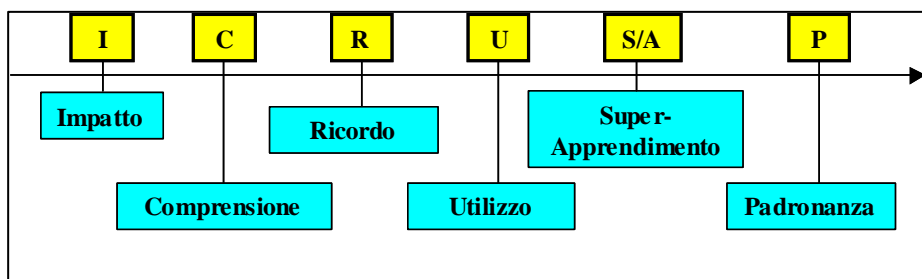 I
C
R
U
S/A
P
Impatto
Ricordo
Super-
Apprendimento
Comprensione
Utilizzo
Padronanza